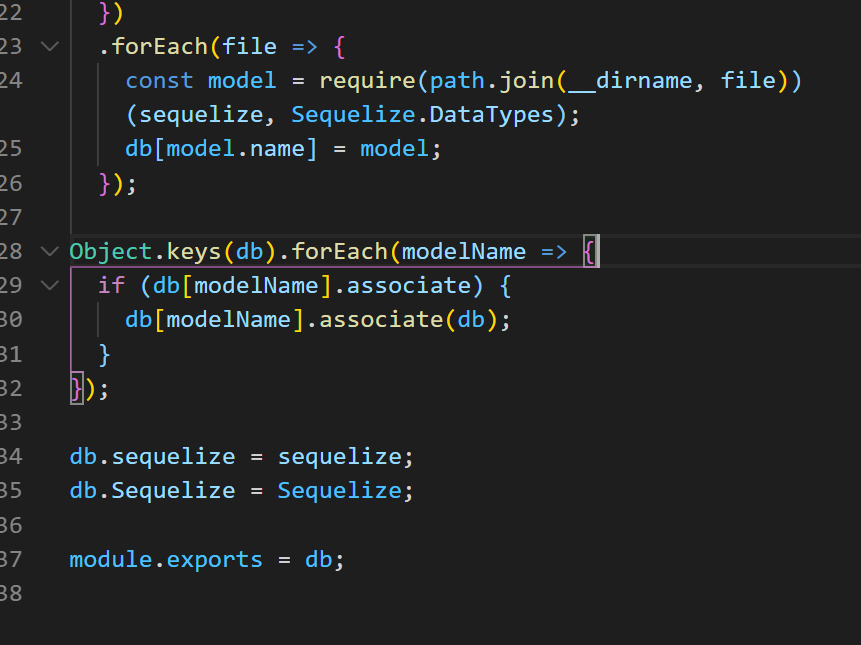 22 })
23 .forEach(file => {
24 const model = require(path.join(__dirname, file))
(sequelize, Sequelize.DataTypes);
25 db[model.name] = model;
26 });
27
28 Object.keys(db).forEach(modelName => {
29 if (db[modelName].associate) {
30 db[modelName].associate(db);
31 }
32 });
33
34 db.sequelize = sequelize;
35 db.Sequelize = Sequelize;
36
37 module.exports = db;
38